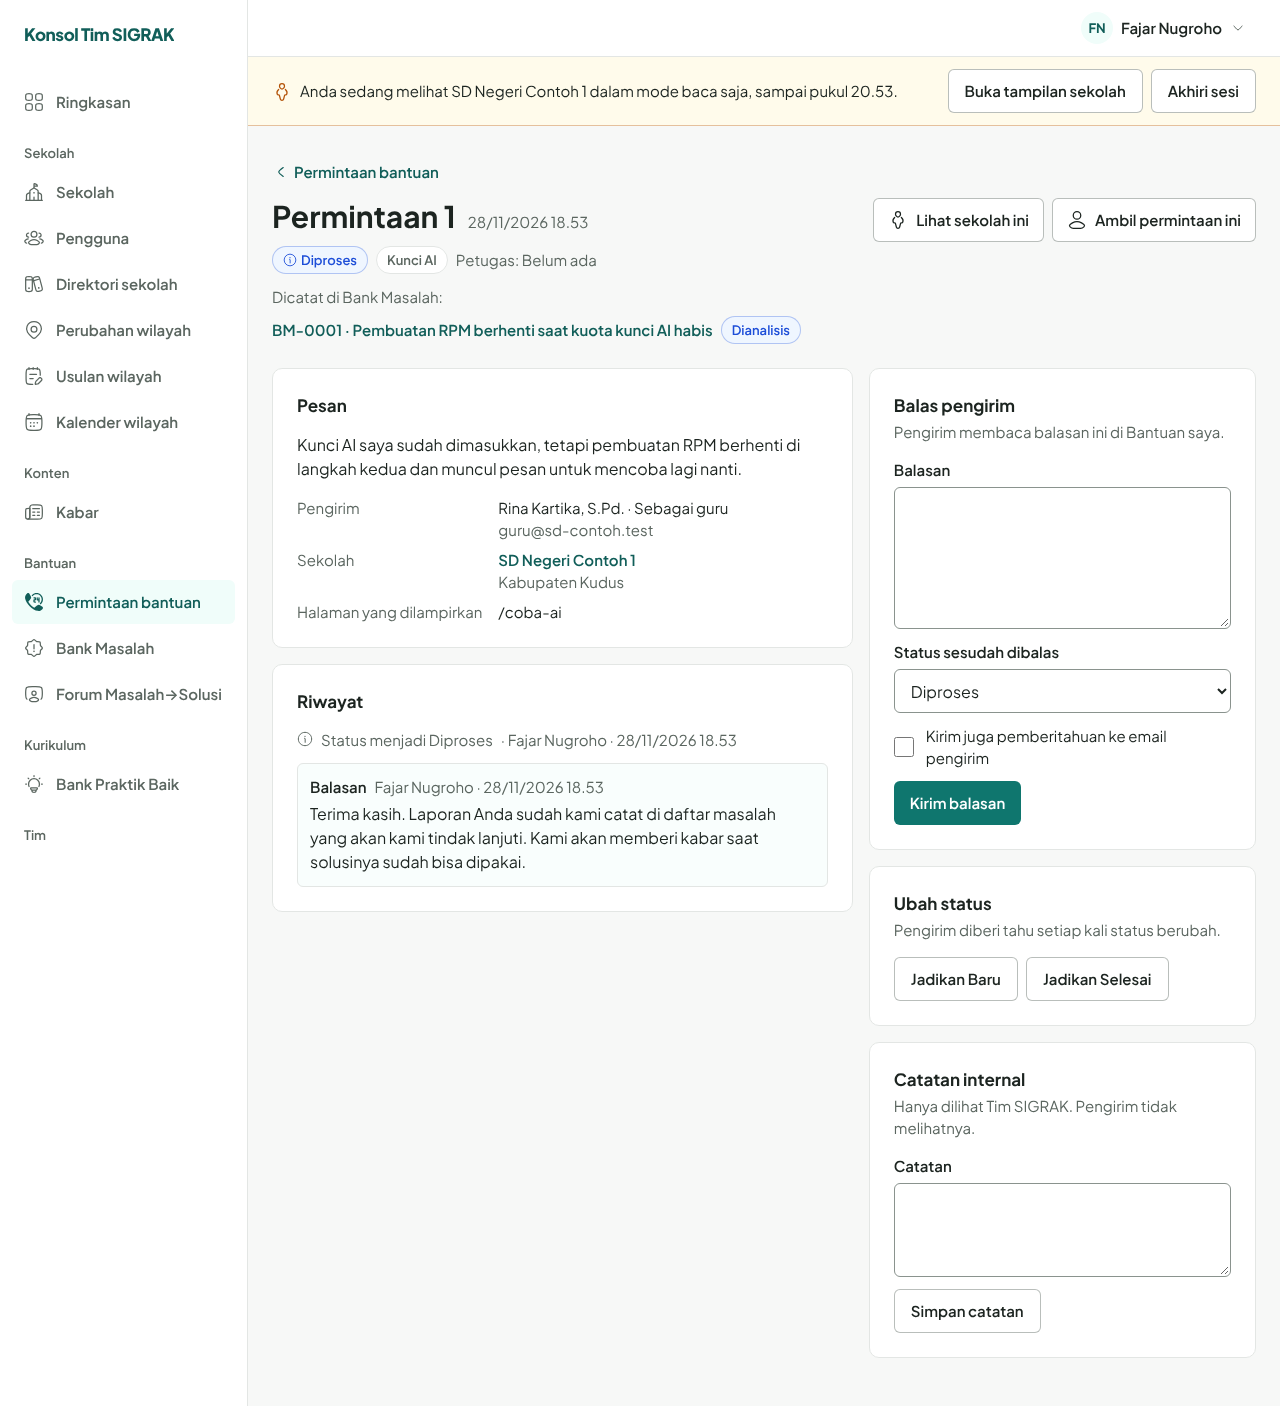 Konsol Tim SIGRAK
Ringkasan
Sekolah
Sekolah
Pengguna
Direktori sekolah
Perubahan wilayah
Usulan wilayah
Kalender wilayah
Konten
Kabar
Bantuan
Permintaan bantuan
Bank Masalah
Forum Masalah→Solusi
Kurikulum
Bank Praktik Baik
Tim
FN Fajar Nugroho
Anda sedang melihat SD Negeri Contoh 1 dalam mode baca saja, sampai pukul 20.53.
Buka tampilan sekolah
Akhiri sesi
Permintaan bantuan
Permintaan 1 28/11/2026 18.53
Lihat sekolah ini
Ambil permintaan ini
Diproses Kunci AI Petugas: Belum ada
Dicatat di Bank Masalah:
BM-0001 · Pembuatan RPM berhenti saat kuota kunci AI habis Dianalisis
Pesan
Kunci AI saya sudah dimasukkan, tetapi pembuatan RPM berhenti di
langkah kedua dan muncul pesan untuk mencoba lagi nanti.
Pengirim Rina Kartika, S.Pd. · Sebagai guru
guru@sd-contoh.test
Sekolah SD Negeri Contoh 1
Kabupaten Kudus
Halaman yang dilampirkan /coba-ai
Riwayat
Status menjadi Diproses · Fajar Nugroho · 28/11/2026 18.53
Balasan Fajar Nugroho · 28/11/2026 18.53
Terima kasih. Laporan Anda sudah kami catat di daftar masalah
yang akan kami tindak lanjuti. Kami akan memberi kabar saat
solusinya sudah bisa dipakai.
Balas pengirim
Pengirim membaca balasan ini di Bantuan saya.
Balasan
Status sesudah dibalas
Diproses
Kirim juga pemberitahuan ke email
pengirim
Kirim balasan
Ubah status
Pengirim diberi tahu setiap kali status berubah.
Jadikan Baru
Jadikan Selesai
Catatan internal
Hanya dilihat Tim SIGRAK. Pengirim tidak
melihatnya.
Catatan
Simpan catatan